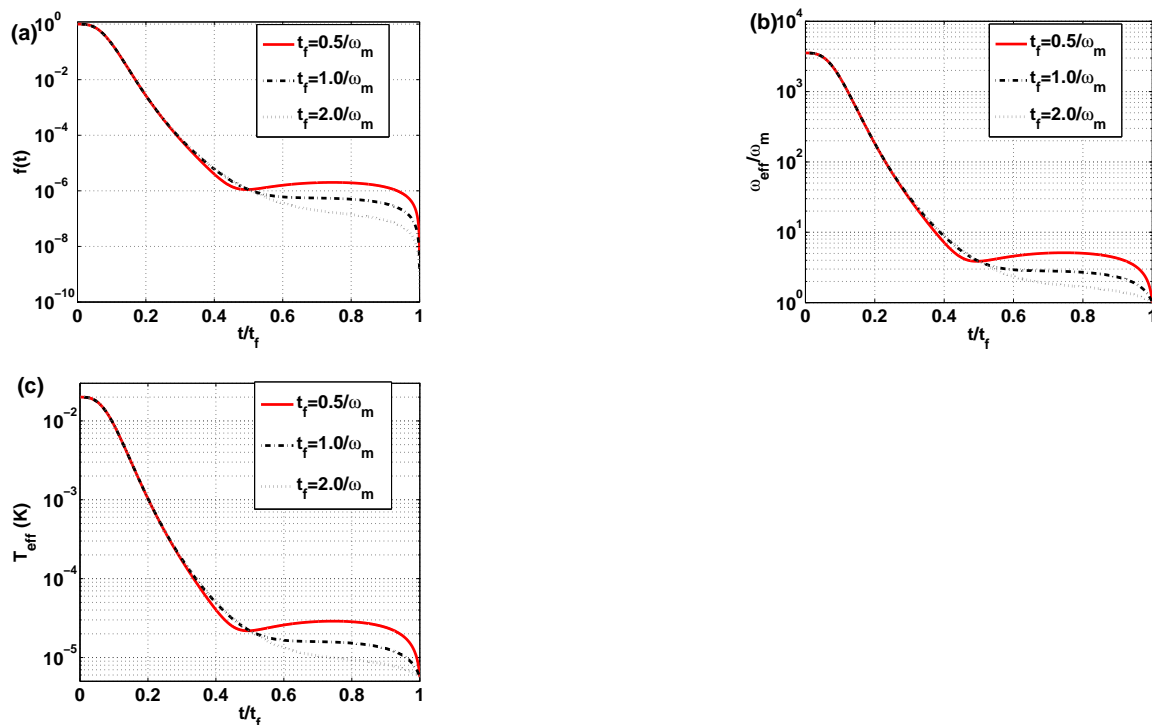 (a)
f(t)
10^0
10^-2
10^-4
10^-6
10^-8
10^-10
0 0.2 0.4 0.6 0.8 1
t/t_f
t_f=0.5/ω_m
t_f=1.0/ω_m
t_f=2.0/ω_m
(b)
ω_eff/ω_m
10^4
10^3
10^2
10^1
10^0
0 0.2 0.4 0.6 0.8 1
t/t_f
t_f=0.5/ω_m
t_f=1.0/ω_m
t_f=2.0/ω_m
(c)
T_eff (K)
10^-2
10^-3
10^-4
10^-5
0 0.2 0.4 0.6 0.8 1
t/t_f
t_f=0.5/ω_m
t_f=1.0/ω_m
t_f=2.0/ω_m